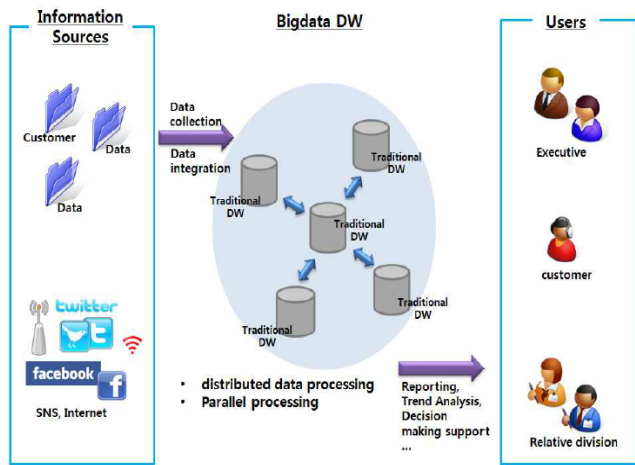 Information
Sources
Customer
Data
Data
twitter
t
facebook
f
SNS, Internet
Data
collection
Data
integration
Bigdata DW
Traditional
DW
Traditional
DW
Traditional
DW
Traditional
DW
Traditional
DW
• distributed data processing
• Parallel processing
Reporting,
Trend Analysis,
Decision
making support
...
Users
Executive
customer
Relative division